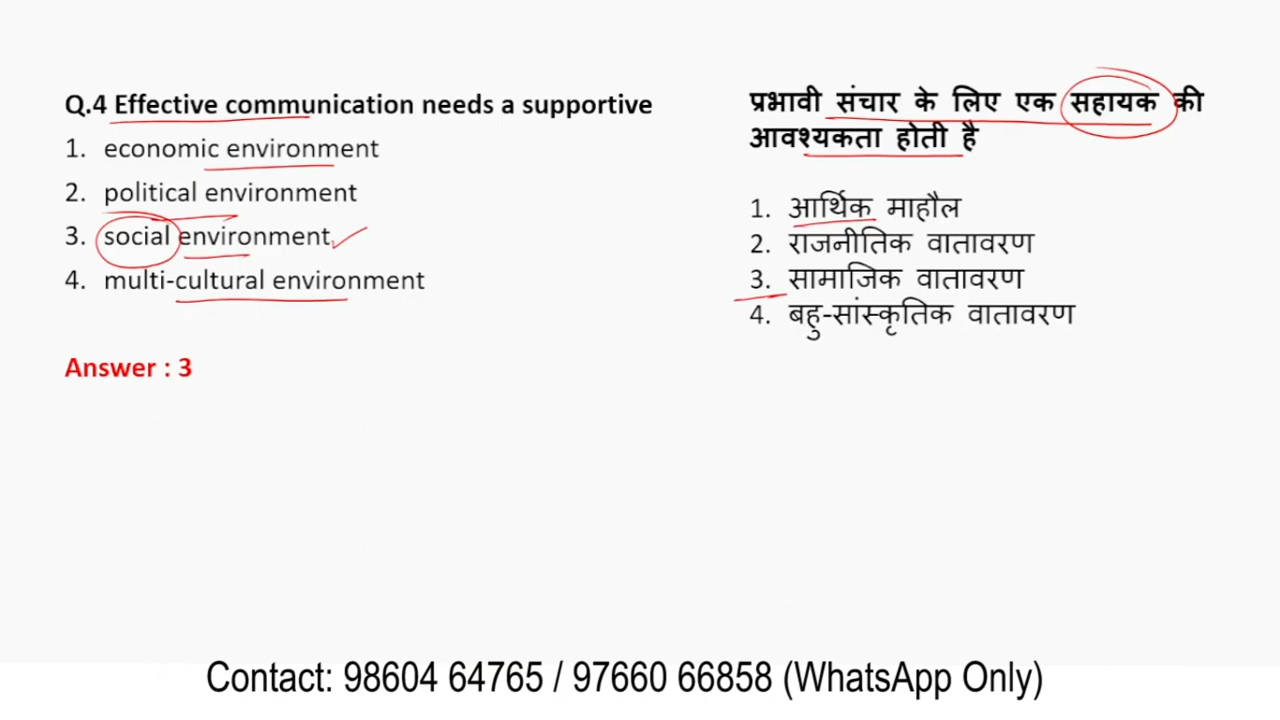 Q.4 Effective communication needs a supportive
1. economic environment
2. political environment
3. social environment
4. multi-cultural environment
Answer : 3
प्रभावी संचार के लिए एक सहायक की
आवश्यकता होती है
1. आर्थिक माहौल
2. राजनीतिक वातावरण
3. सामाजिक वातावरण
4. बहु-सांस्कृतिक वातावरण
Contact: 98604 64765 / 97660 66858 (WhatsApp Only)